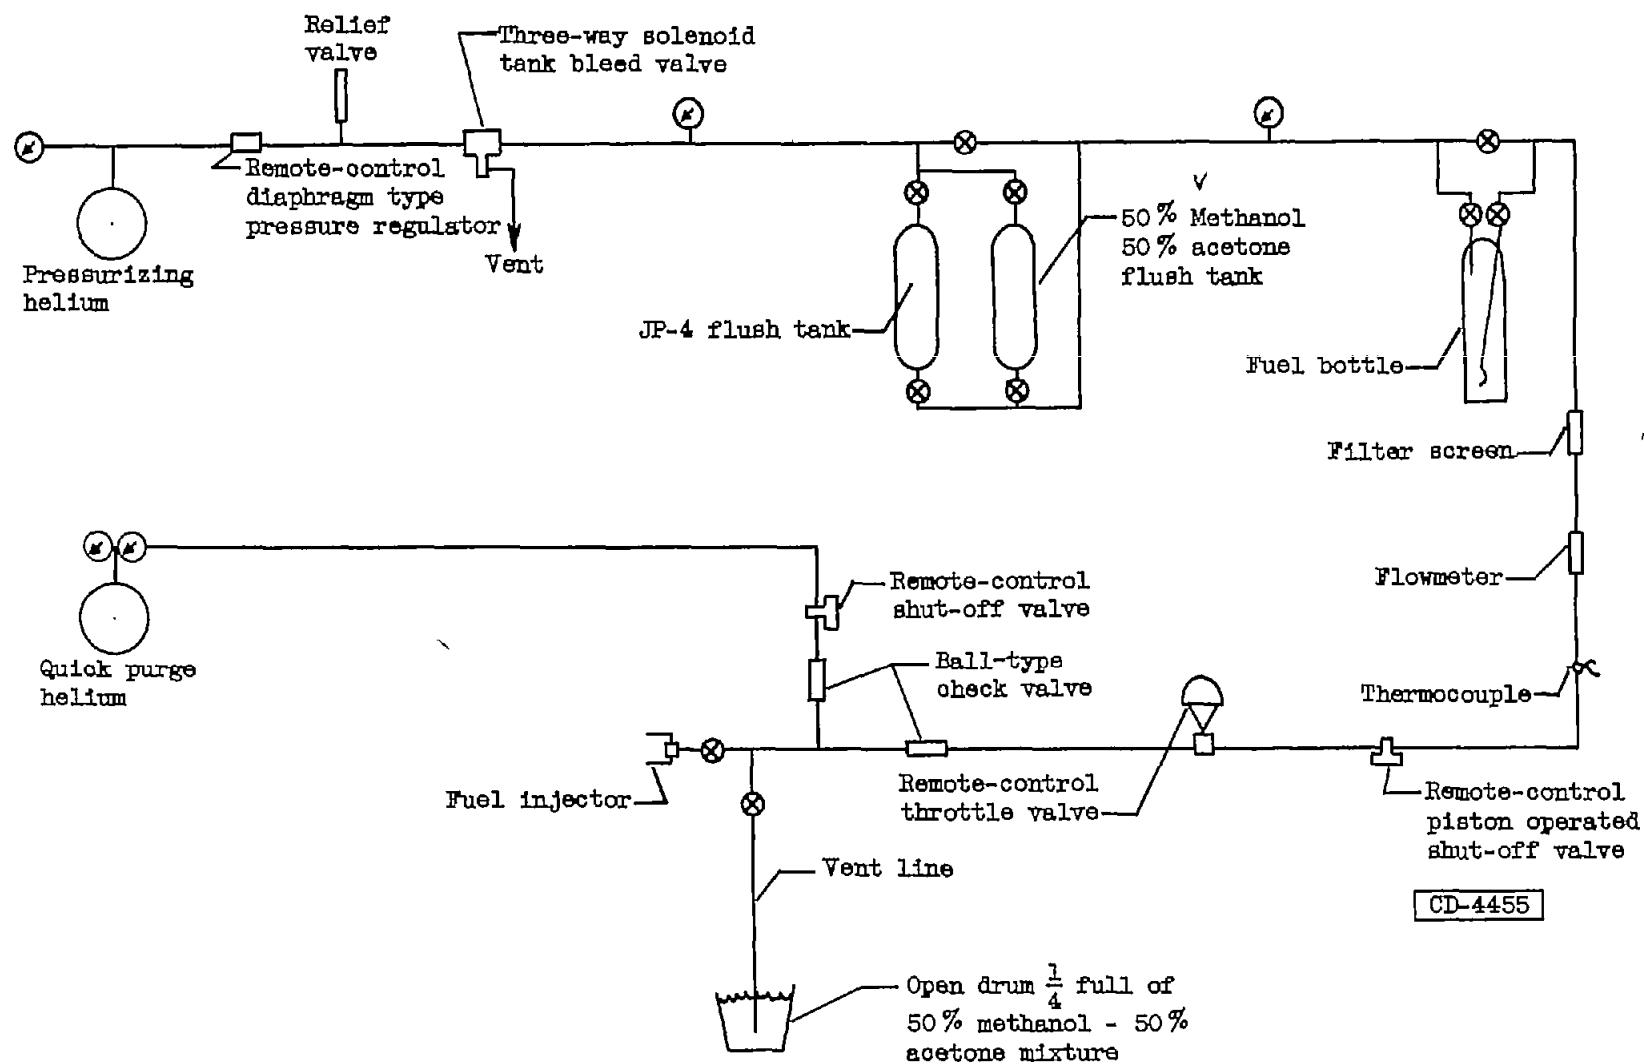 Relief
valve
Three-way solenoid
tank bleed valve
Remote-control
diaphragm type
pressure regulator
Vent
Pressurizing
helium
JP-4 flush tank
50% Methanol
50% acetone
flush tank
Fuel bottle
Filter screen
Flowmeter
Thermocouple
Quick purge
helium
Remote-control
shut-off valve
Ball-type
check valve
Fuel injector
Remote-control
throttle valve
Remote-control
piston operated
shut-off valve
Vent line
CD-4455
Open drum 1/4 full of
50% methanol - 50%
acetone mixture